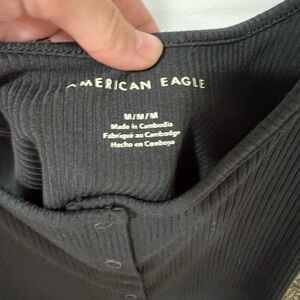 AMERICAN EAGLE
M/M/M
Made in Cambodia
Fabriqué au Cambodge
Hecho en Camboya